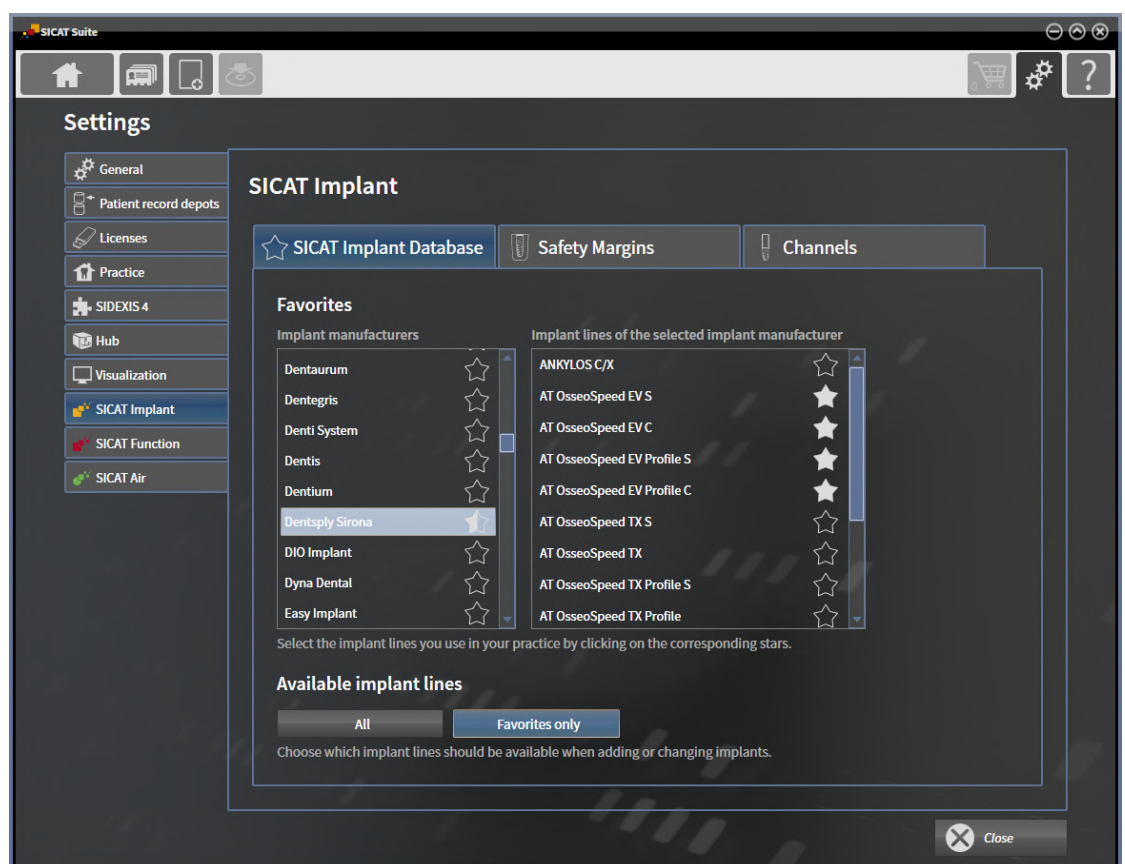 SICAT Suite
0
?
Settings
General
Patient record depots
Licenses
Practice
SIDEXIS 4
Hub
Visualization
SICAT Implant
SICAT Function
SICAT Air
SICAT Implant
SICAT Implant Database
Safety Margins
Channels
Favorites
Implant manufacturers
Dentaurum
Dentegris
Denti System
Dentis
Dentium
Dentsply Sirona
DIO Implant
Dyna Dental
Easy Implant
Implant lines of the selected implant manufacturer
ANKYLOS C/X
AT OsseoSpeed EV S
AT OsseoSpeed EV C
AT OsseoSpeed EV Profile S
AT OsseoSpeed EV Profile C
AT OsseoSpeed TX S
AT OsseoSpeed TX
AT OsseoSpeed TX Profile S
AT OsseoSpeed TX Profile
Select the implant lines you use in your practice by clicking on the corresponding stars.
Available implant lines
All
Favorites only
Choose which implant lines should be available when adding or changing implants.
Close